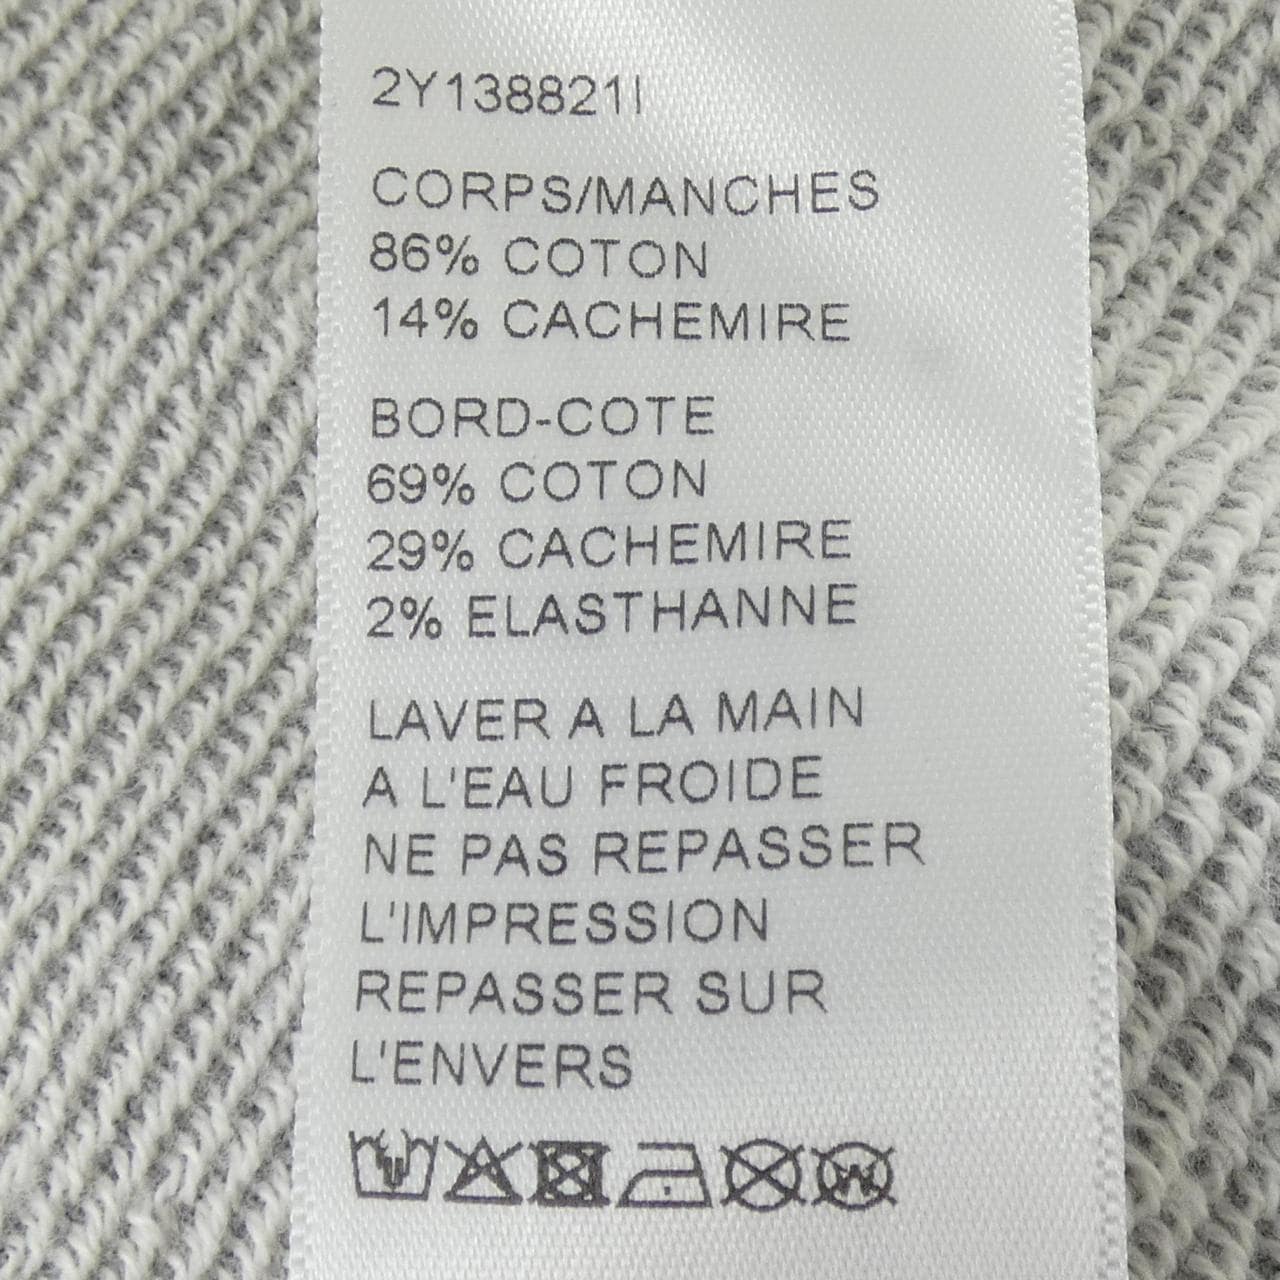 2Y138821I
CORPS/MANCHES
86% COTON
14% CACHEMIRE
BORD-COTE
69% COTON
29% CACHEMIRE
2% ELASTHANNE
LAVER A LA MAIN
A L'EAU FROIDE
NE PAS REPASSER
L'IMPRESSION
REPASSER SUR
L'ENVERS
W